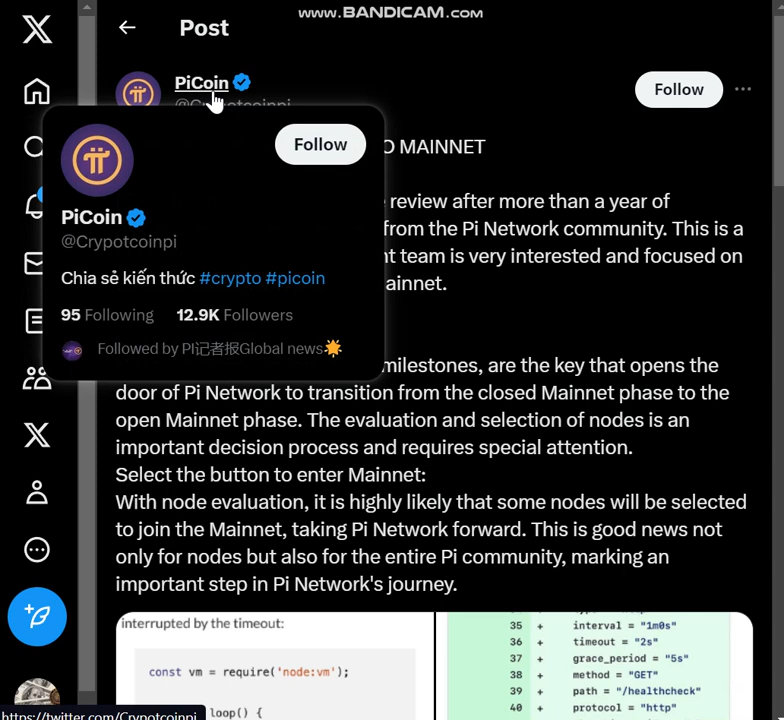 www.BANDICAM.com
Post
PiCoin
Follow
PiCoin
@Crypotcoinpi
Follow
Chia sẻ kiến thức #crypto #picoin
95 Following 12.9K Followers
Followed by PI记者报Global news🌟
O MAINNET
review after more than a year of
from the Pi Network community. This is a
nt team is very interested and focused on
ainnet.
milestones, are the key that opens the
door of Pi Network to transition from the closed Mainnet phase to the
open Mainnet phase. The evaluation and selection of nodes is an
important decision process and requires special attention.
Select the button to enter Mainnet:
With node evaluation, it is highly likely that some nodes will be selected
to join the Mainnet, taking Pi Network forward. This is good news not
only for nodes but also for the entire Pi community, marking an
important step in Pi Network's journey.
interrupted by the timeout:
const vm = require('node:vm');
loop() {
35 + interval = "1m0s"
36 + timeout = "2s"
37 + grace_period = "5s"
38 + method = "GET"
39 + path = "/healthcheck"
40 + protocol = "http"
https://twitter.com/Crypotcoinpi